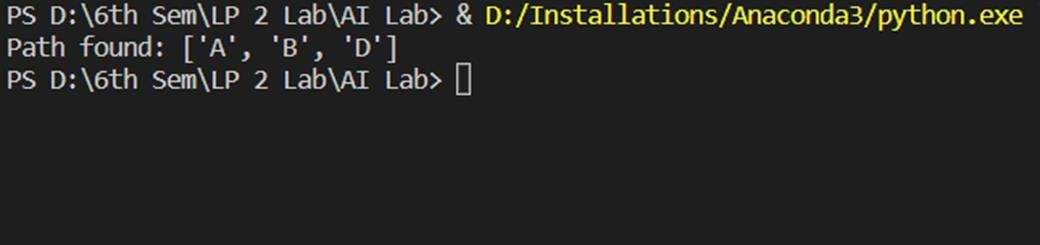 PS D:\6th Sem\LP 2 Lab\AI Lab> & D:/Installations/Anaconda3/python.exe
Path found: ['A', 'B', 'D']
PS D:\6th Sem\LP 2 Lab\AI Lab>